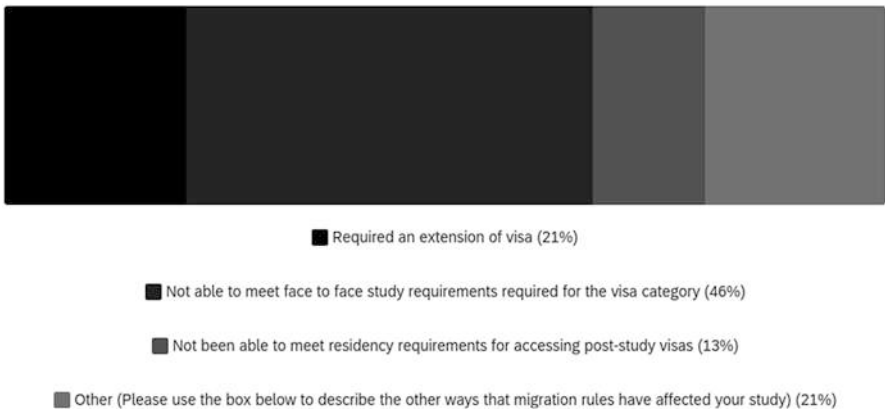 Required an extension of visa (21%)
Not able to meet face to face study requirements required for the visa category (46%)
Not been able to meet residency requirements for accessing post-study visas (13%)
Other (Please use the box below to describe the other ways that migration rules have affected your study) (21%)